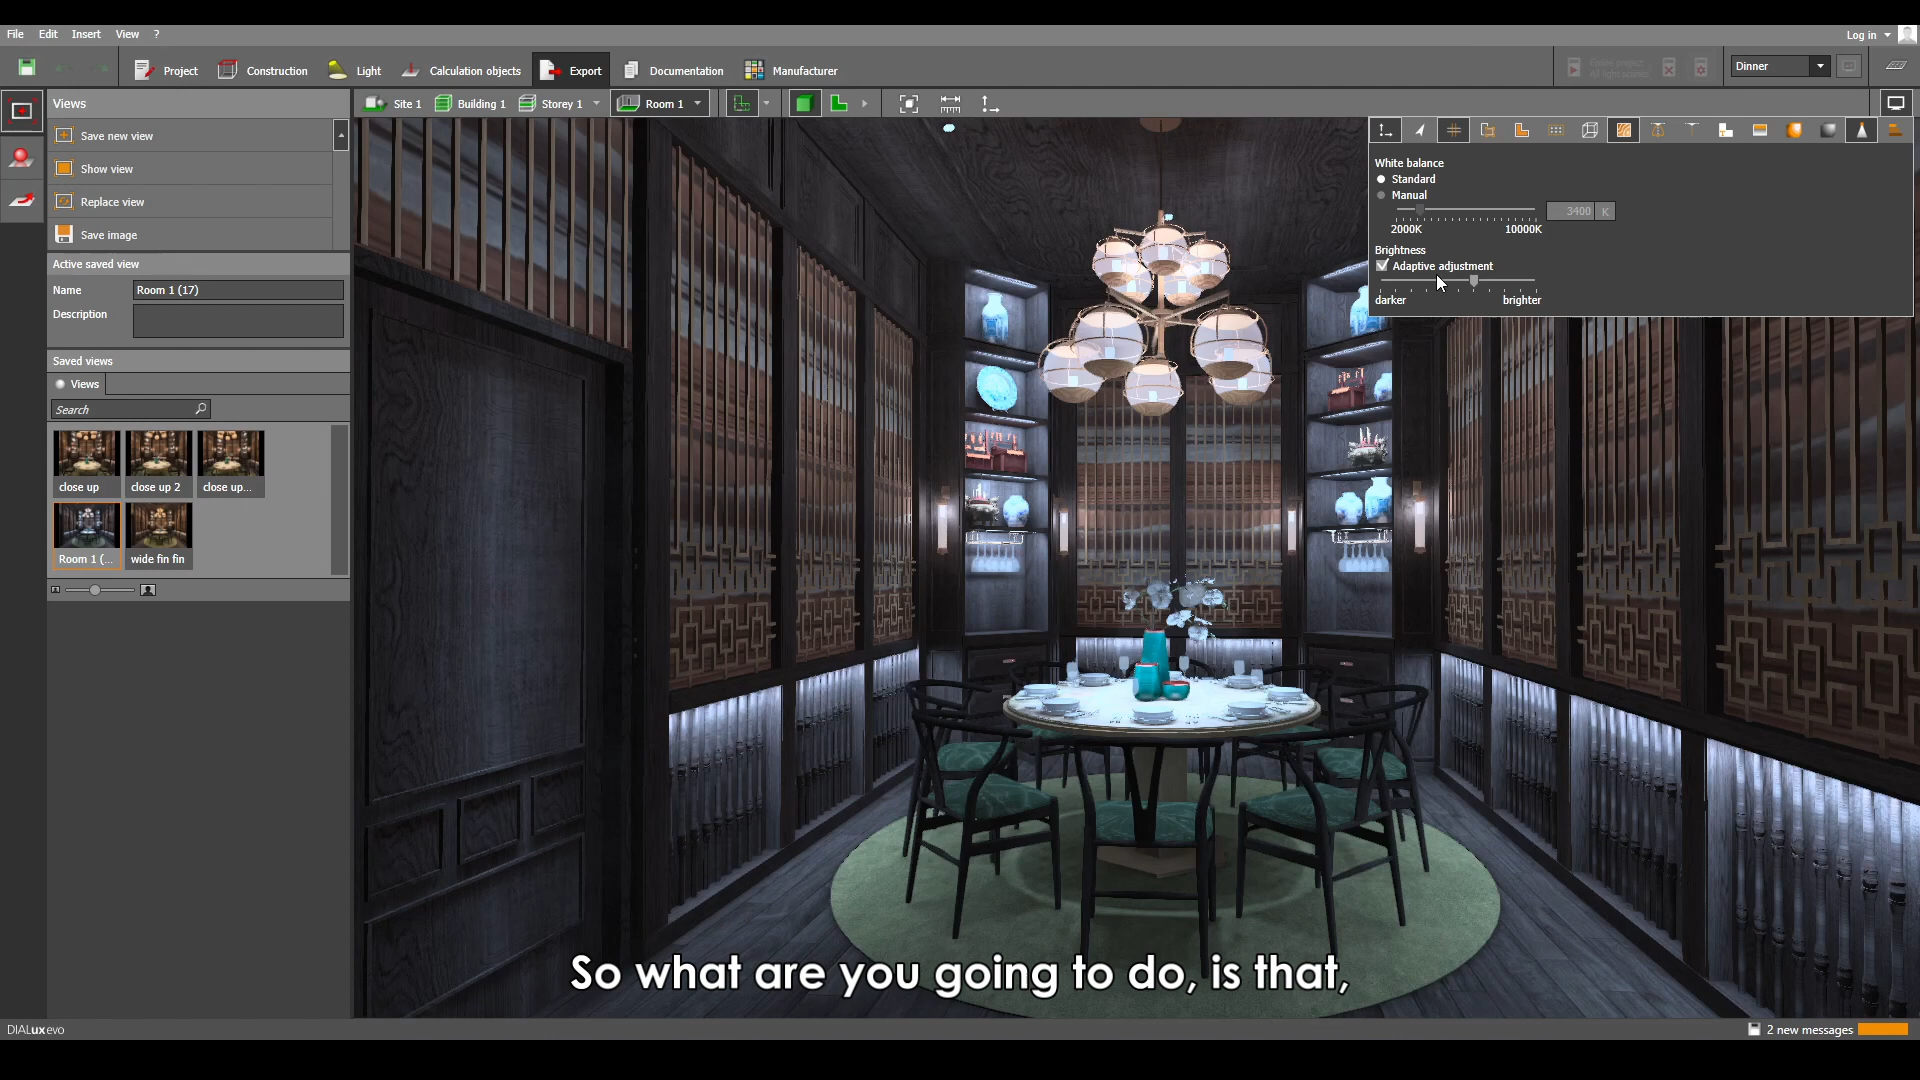 File Edit Insert View ?
Log in
Project Construction Light Calculation objects Export Documentation Manufacturer
Dinner
Views
Site 1 Building 1 Storey 1 Room 1
Save new view
Show view
Replace view
Save image
Active saved view
Name Room 1 (17)
Description
Saved views
Views
Search
close up close up 2 close up...
Room 1 (... wide fin fin
White balance
Standard
Manual
3400 K
2000K 10000K
Brightness
Adaptive adjustment
darker brighter
So what are you going to do, is that,
DIALux evo
2 new messages